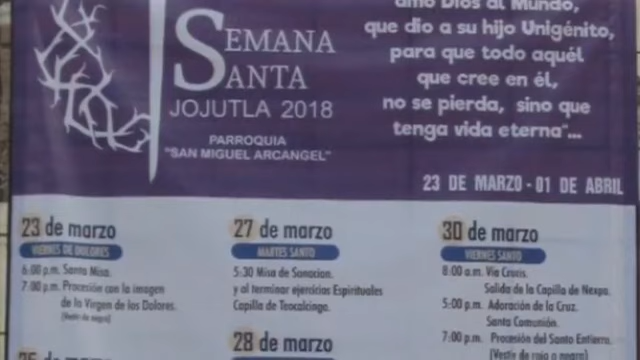 amó Dios al Mundo,
que dio a su hijo Unigénito,
para que todo aquél
que cree en él,
no se pierda, sino que
tenga vida eterna"...
SEMANA
SANTA
JOJUTLA 2018
PARROQUIA
"SAN MIGUEL ARCANGEL"
23 DE MARZO - 01 DE ABRIL
23 de marzo
VIERNES DE DOLORES
6:00 p.m. Santa Misa.
7:00 p.m. Procesión con la imagen
de la Virgen de los Dolores.
(Vestir de negro)
25 de marzo
27 de marzo
MARTES SANTO
5:30 Misa de Sanacion.
y al terminar ejercicios Espirituales
Capilla de Teocalcingo.
28 de marzo
30 de marzo
VIERNES SANTO
8:00 a.m. Vía Crucis.
Salida de la Capilla de Nexpa.
5:00 p.m. Adoración de la Cruz.
Santa Comunión.
7:00 p.m. Procesión del Santo Entierro.
(Vestir de rojo o negro)